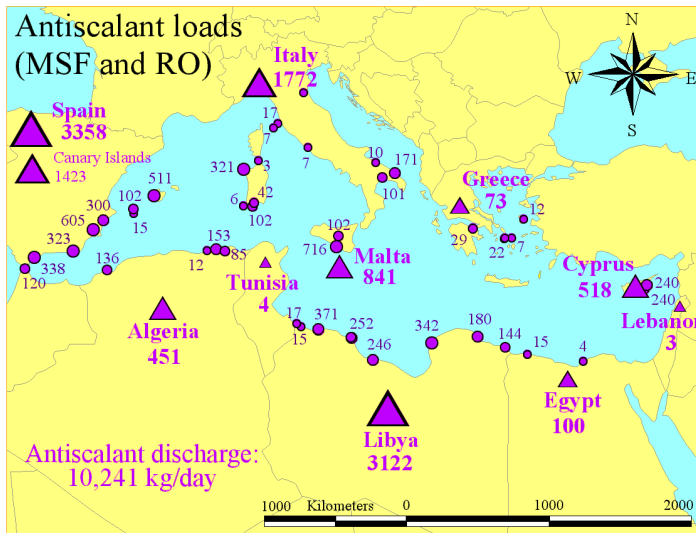 Antiscalant loads
(MSF and RO)
N
W
E
S
Italy
1772
Spain
3358
Canary Islands
1423
17
7
3
7
10
171
101
321
511
6
42
102
102
15
300
605
323
338
120
136
12
153
85
102
716
Malta
841
Greece
73
12
29
22
7
Cyprus
518
240
240
Lebanon
3
Tunisia
4
Algeria
451
17
15
371
252
246
342
180
144
15
4
Egypt
100
Libya
3122
Antiscalant discharge:
10,241 kg/day
1000 Kilometers 0 1000 2000